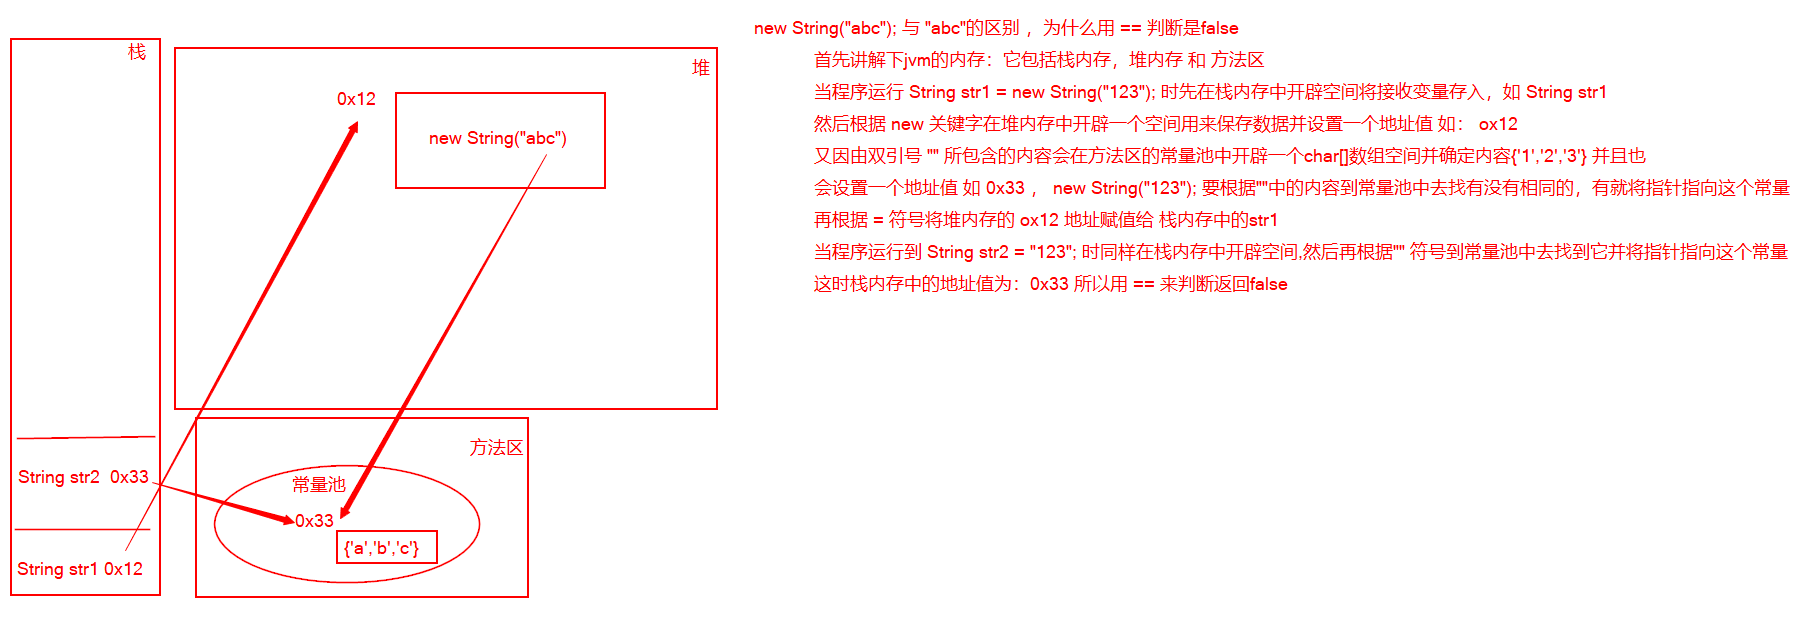 栈
堆
0x12
new String("abc")
方法区
常量池
String str2  0x33
0x33
{'a','b','c'}
String str1 0x12
new String("abc"); 与 "abc"的区别 ，为什么用 == 判断是false
首先讲解下jvm的内存：它包括栈内存，堆内存 和 方法区
当程序运行 String str1 = new String("123"); 时先在栈内存中开辟空间将接收变量存入，如 String str1
然后根据 new 关键字在堆内存中开辟一个空间用来保存数据并设置一个地址值 如： ox12
又因由双引号 "" 所包含的内容会在方法区的常量池中开辟一个char[]数组空间并确定内容{'1','2','3'} 并且也
会设置一个地址值 如 0x33 ， new String("123"); 要根据""中的内容到常量池中去找有没有相同的，有就将指针指向这个常量
再根据 = 符号将堆内存的 ox12 地址赋值给 栈内存中的str1
当程序运行到 String str2 = "123"; 时同样在栈内存中开辟空间,然后再根据"" 符号到常量池中去找到它并将指针指向这个常量
这时栈内存中的地址值为：0x33 所以用 == 来判断返回false